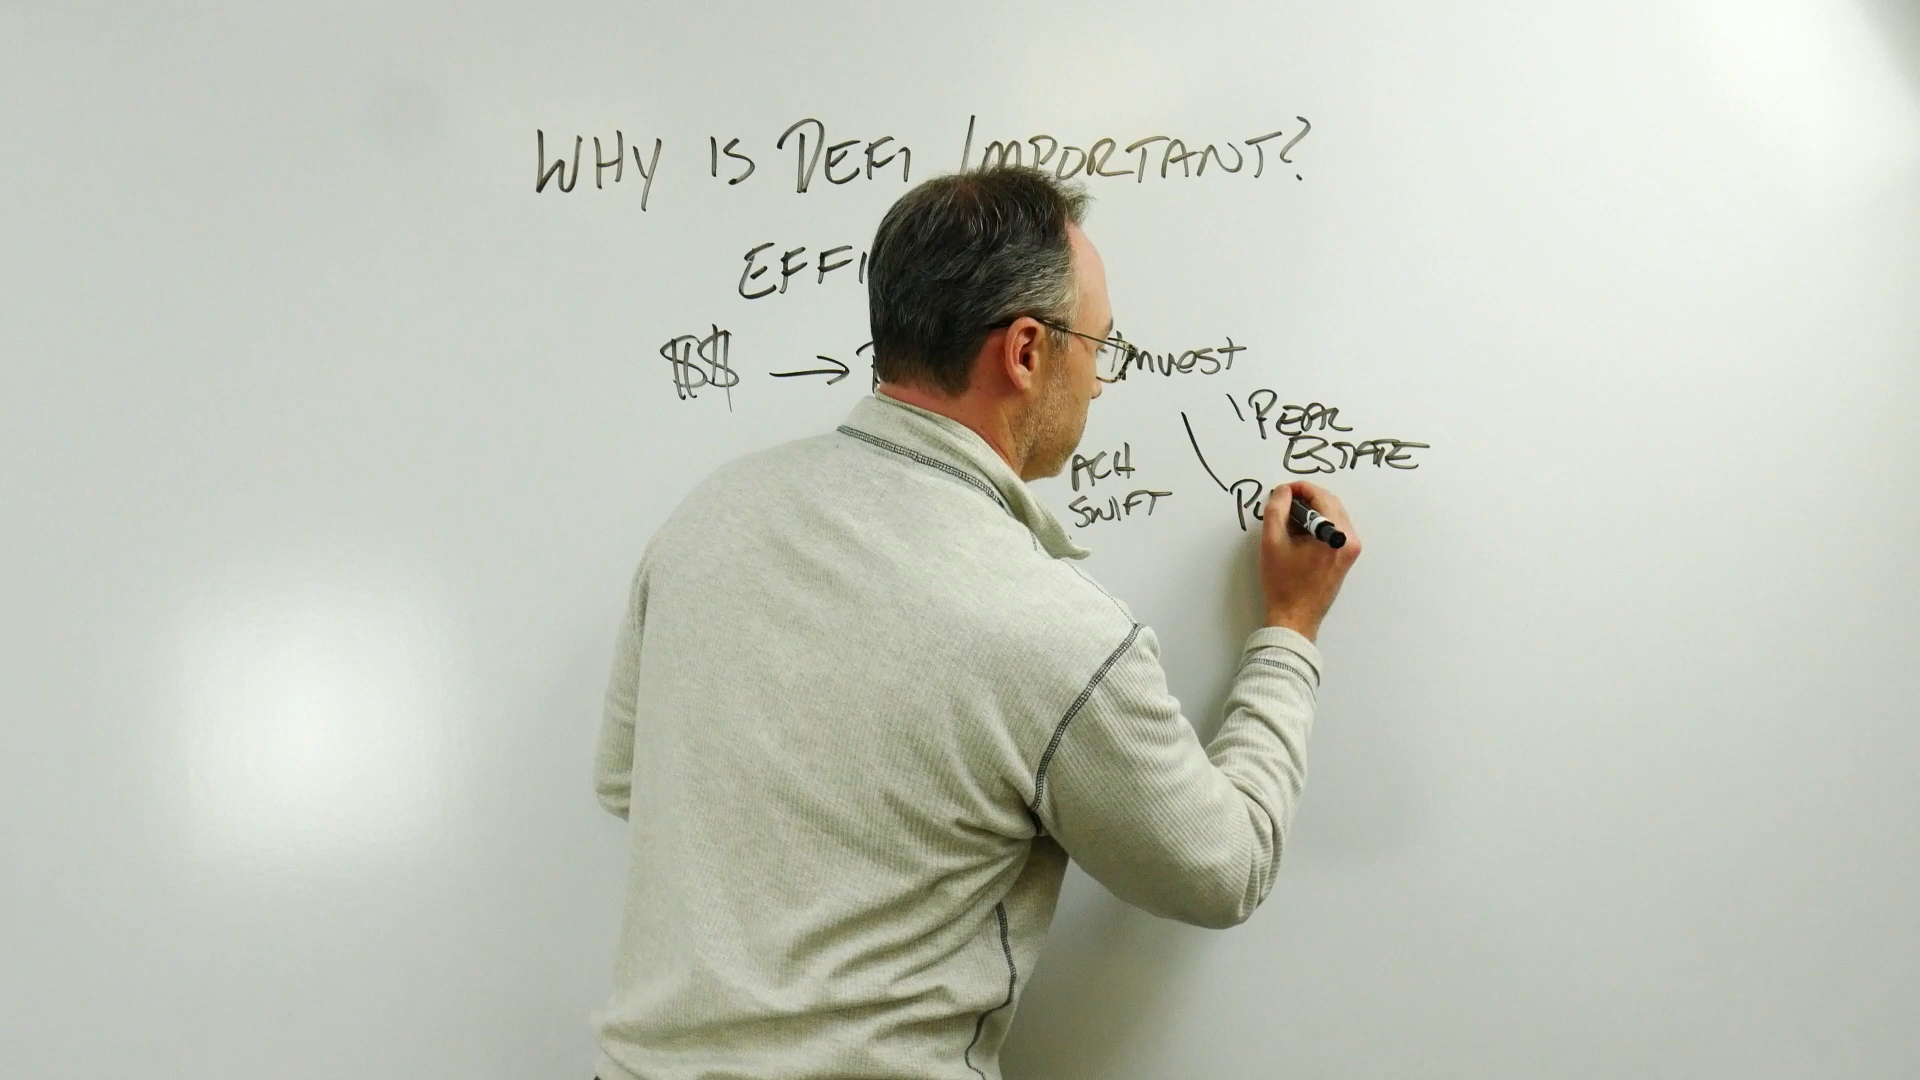 WHY IS DEFI IMPORTANT?
EFFI
$$ → invest
REAL
ESTATE
ACH
SWIFT